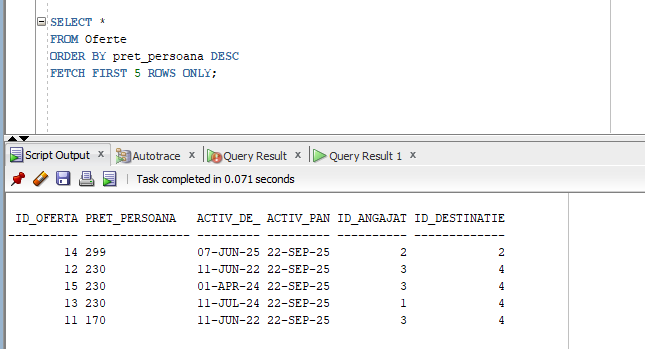 SELECT *
FROM Oferte
ORDER BY pret_persoana DESC
FETCH FIRST 5 ROWS ONLY;
Script Output x Autotrace x Query Result x Query Result 1 x
Task completed in 0.071 seconds
ID_OFERTA PRET_PERSOANA ACTIV_DE_ ACTIV_PAN ID_ANGAJAT ID_DESTINATIE
---------- --------------- --------- --------- ---------- -------------
14 299 07-JUN-25 22-SEP-25 2 2
12 230 11-JUN-22 22-SEP-25 3 4
15 230 01-APR-24 22-SEP-25 3 4
13 230 11-JUL-24 22-SEP-25 1 4
11 170 11-JUN-22 22-SEP-25 3 4